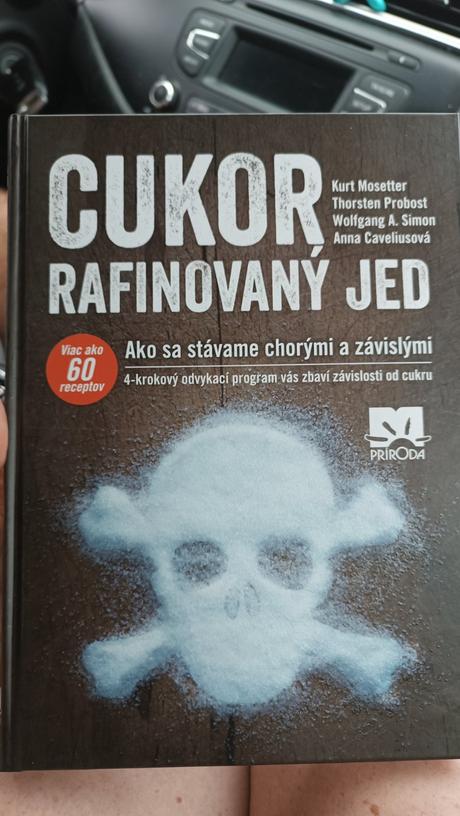 CUKOR
Kurt Mosetter
Thorsten Probost
Wolfgang A. Simon
Anna Caveliusová
RAFINOVANÝ JED
Viac ako
60
receptov
Ako sa stávame chorými a závislými
4-krokový odvykací program vás zbaví závislosti od cukru
PRÍRODA